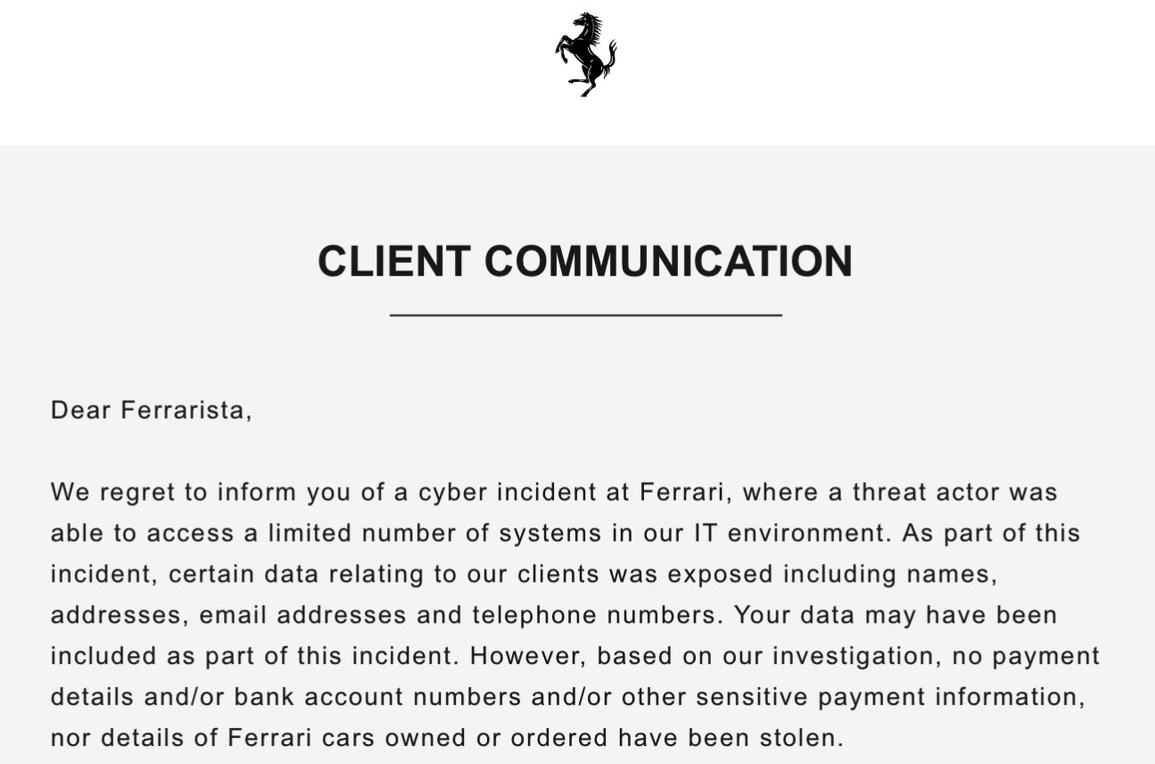 CLIENT COMMUNICATION
Dear Ferrarista,
We regret to inform you of a cyber incident at Ferrari, where a threat actor was
able to access a limited number of systems in our IT environment. As part of this
incident, certain data relating to our clients was exposed including names,
addresses, email addresses and telephone numbers. Your data may have been
included as part of this incident. However, based on our investigation, no payment
details and/or bank account numbers and/or other sensitive payment information,
nor details of Ferrari cars owned or ordered have been stolen.